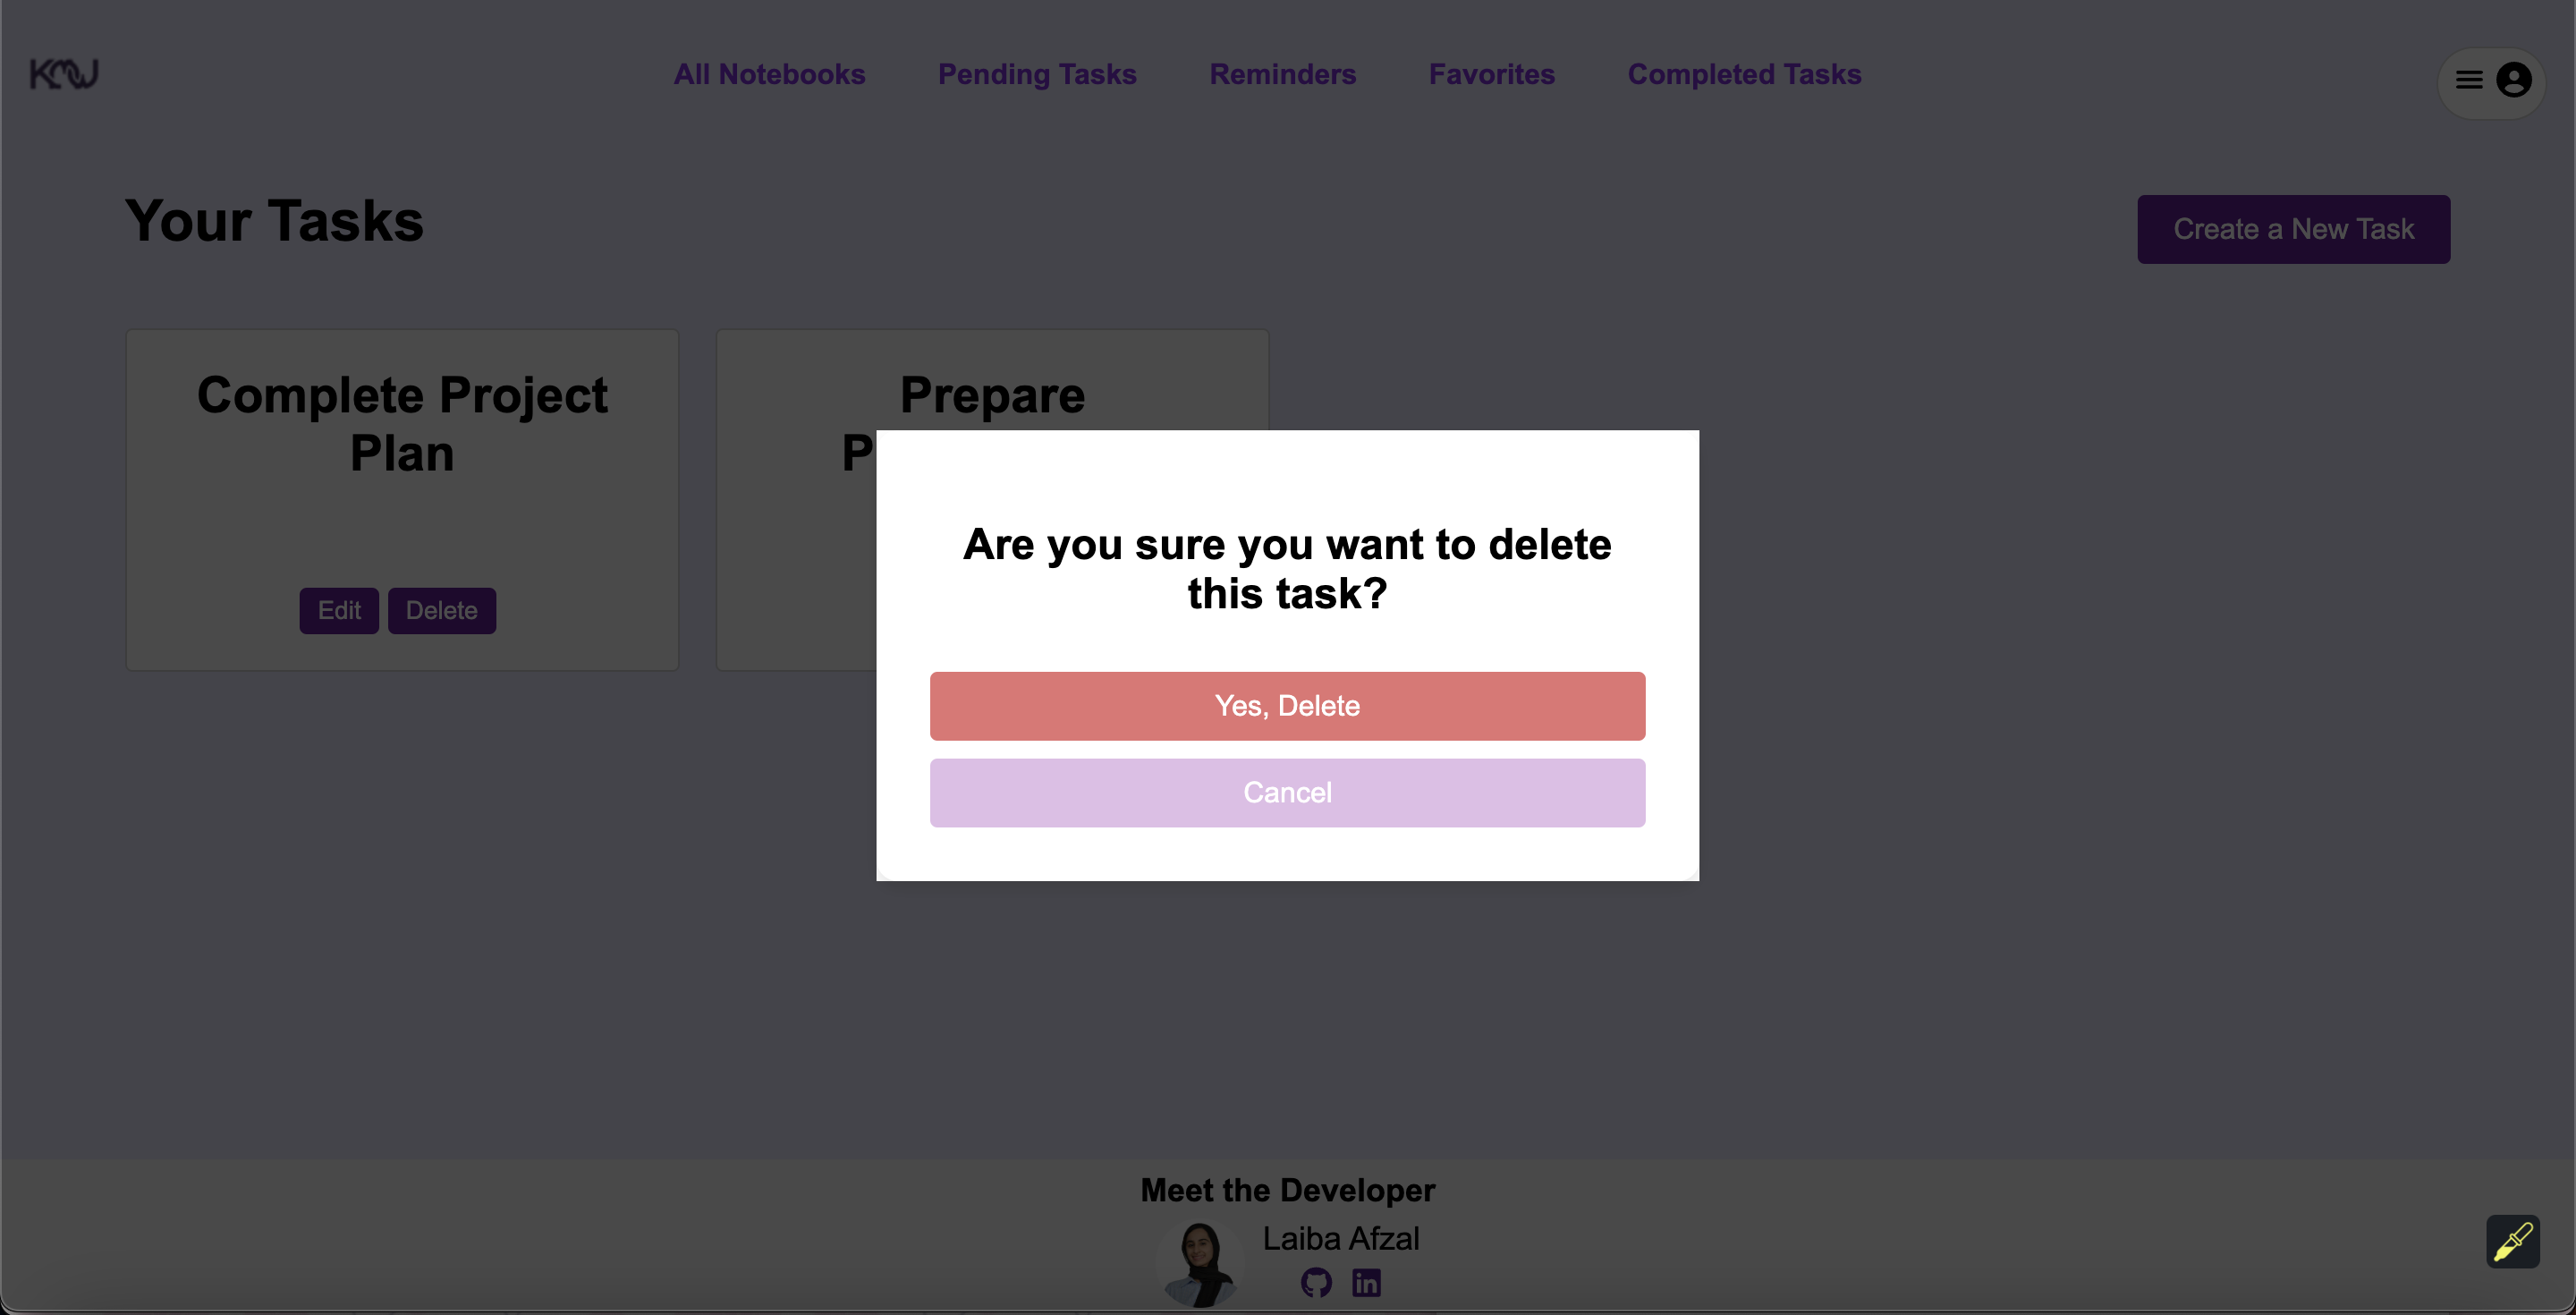 KNW
All Notebooks
Pending Tasks
Reminders
Favorites
Completed Tasks
Your Tasks
Create a New Task
Complete Project
Plan
Edit
Delete
Prepare
P
Are you sure you want to delete
this task?
Yes, Delete
Cancel
Meet the Developer
Laiba Afzal
in